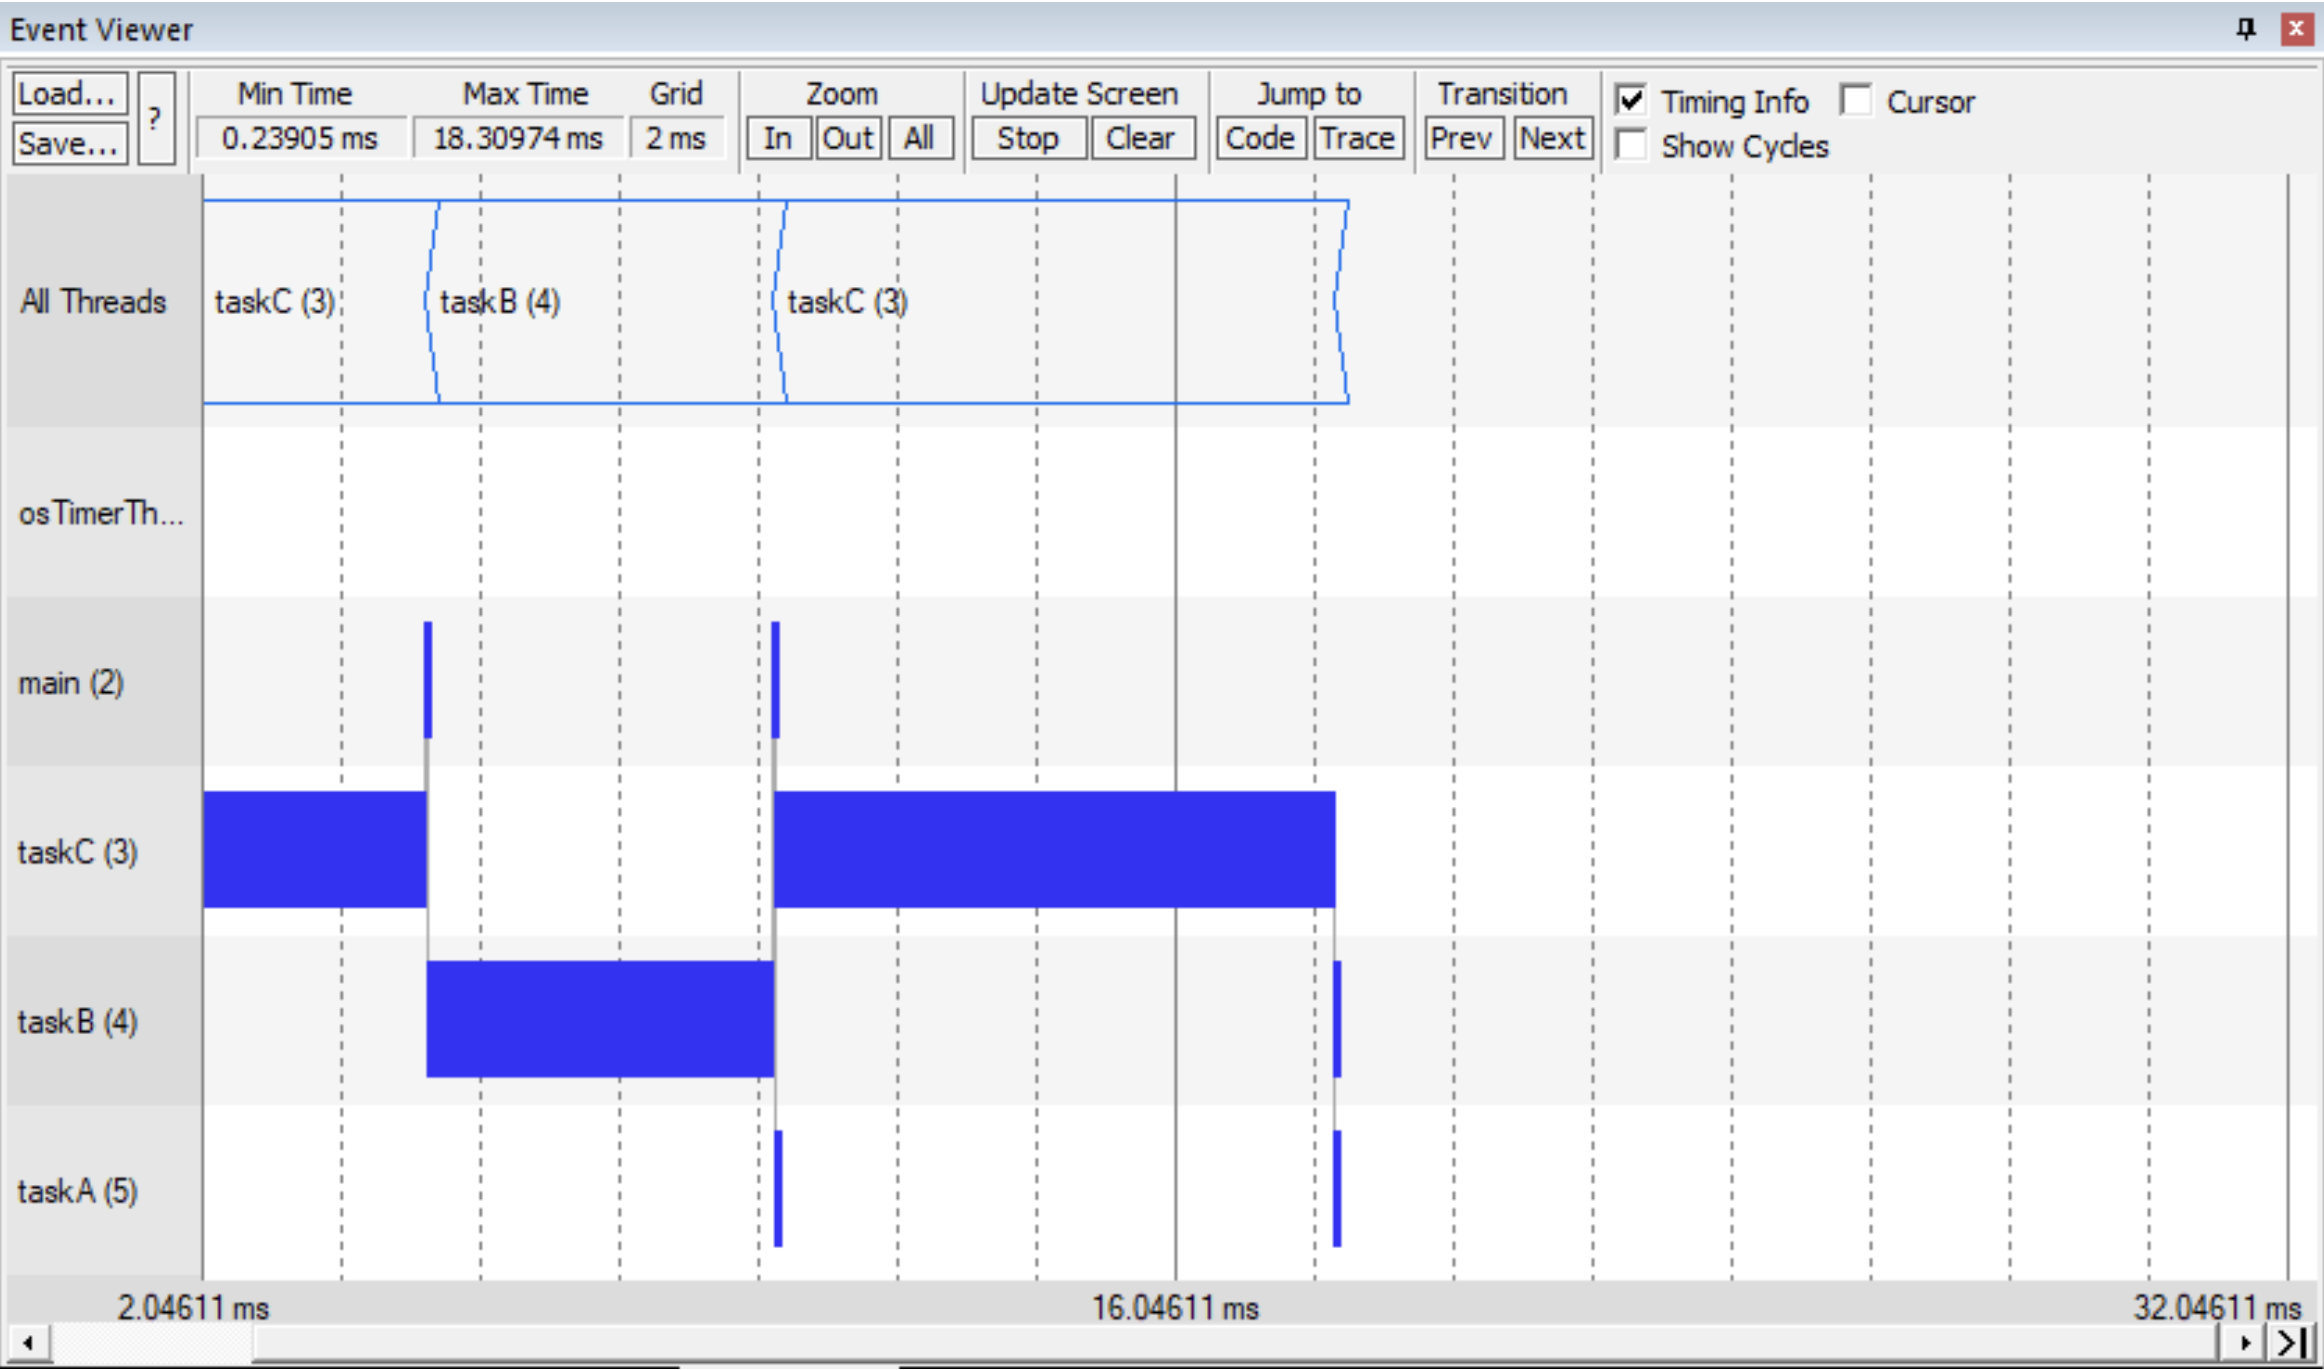 Event Viewer
Load...
Save...
?
Min Time
0.23905 ms
Max Time
18.30974 ms
Grid
2 ms
Zoom
In Out All
Update Screen
Stop Clear
Jump to
Code Trace
Transition
Prev Next
Timing Info Cursor
Show Cycles
All Threads
taskC (3) taskB (4) taskC (3)
osTimerTh...
main (2)
taskC (3)
taskB (4)
taskA (5)
2.04611 ms 16.04611 ms 32.04611 ms